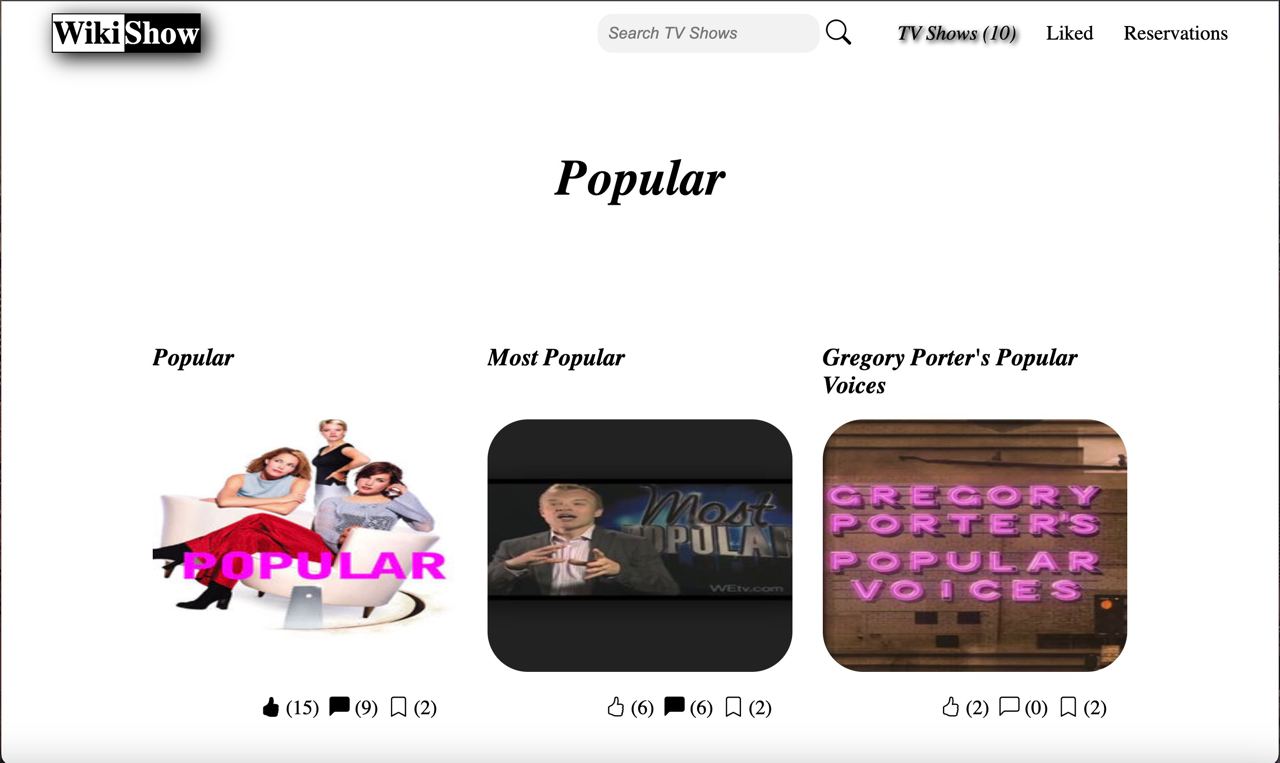 WikiShow Search TV Shows TV Shows (10) Liked Reservations
Popular
Popular Most Popular Gregory Porter's Popular
Voices
POPULAR
Most
POPULAR
WEtv.com
GREGORY
PORTER'S
POPULAR
VOICES
(15) (9) (2) (6) (6) (2) (2) (0) (2)